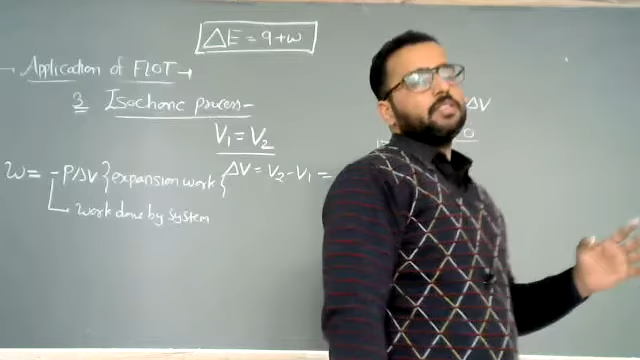 ΔE = q+w
→ Application of FLOT →
3 Isochoric process -
V₁ = V₂
ΔV
0
W = - PΔV {expansion work}
ΔV = V₂ - V₁ =
Work done by system